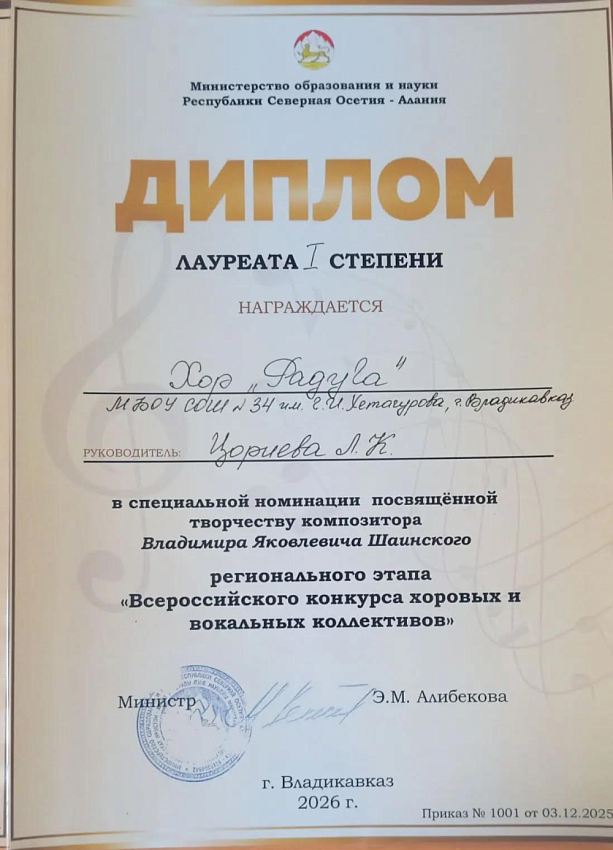 Министерство образования и науки
Республики Северная Осетия - Алания
ДИПЛОМ
ЛАУРЕАТА I СТЕПЕНИ
НАГРАЖДАЕТСЯ
Хор „Радуга"
МБОУ СОШ №34 им. С.И.Хетагурова, г. Владикавказ
РУКОВОДИТЕЛЬ: Цориева Л.К.
в специальной номинации посвящённой
творчеству композитора
Владимира Яковлевича Шаинского
регионального этапа
«Всероссийского конкурса хоровых и
вокальных коллективов»
Министр Э.М. Алибекова
г. Владикавказ
2026 г.
Приказ № 1001 от 03.12.2025